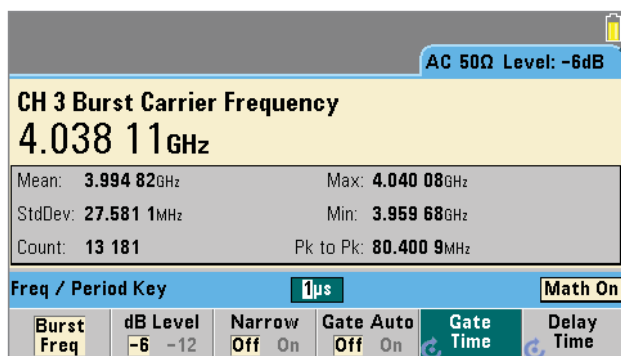 AC 50Ω Level: -6dB
CH 3 Burst Carrier Frequency
4.038 11GHz
Mean: 3.994 82GHz Max: 4.040 08GHz
StdDev: 27.581 1MHz Min: 3.959 68GHz
Count: 13 181 Pk to Pk: 80.400 9MHz
Freq / Period Key 1µs Math On
Burst Freq
dB Level -6 -12
Narrow Off On
Gate Auto Off On
Gate Time
Delay Time